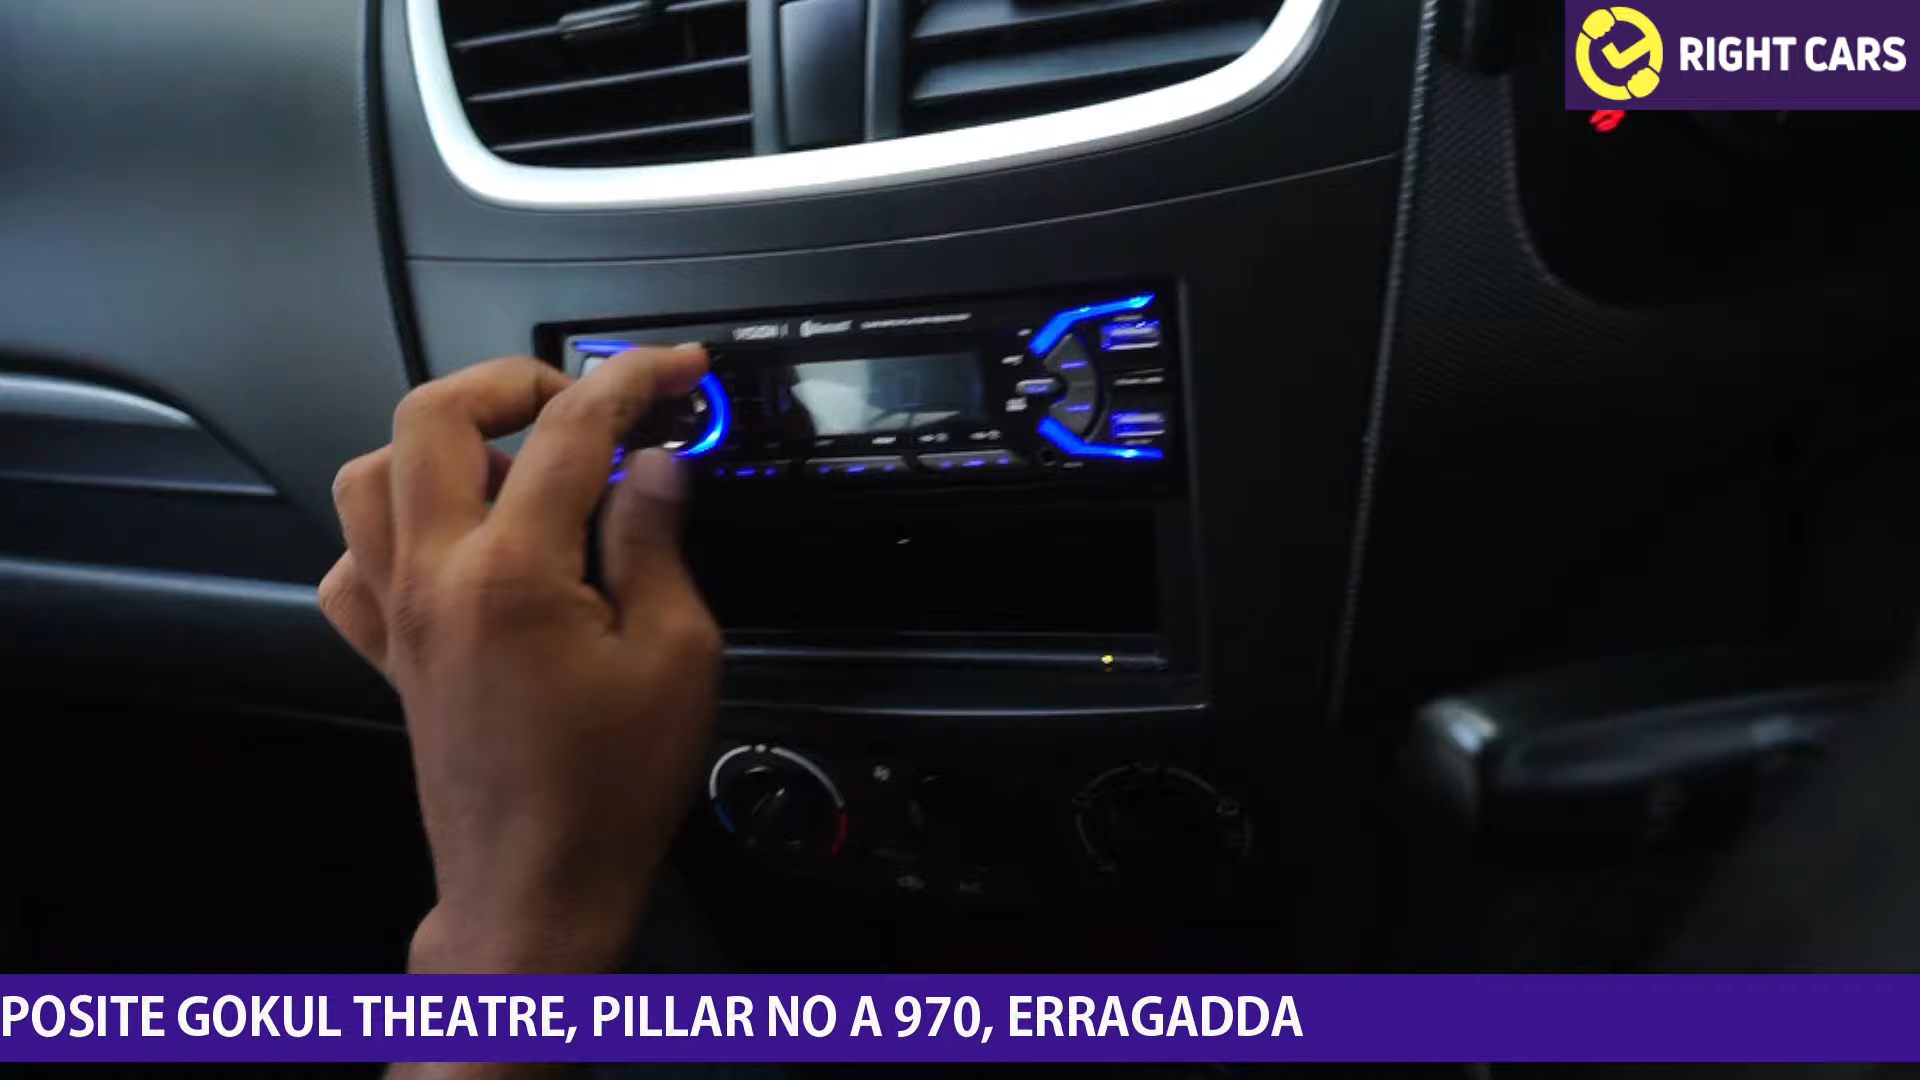 RIGHT CARS
POSITE GOKUL THEATRE, PILLAR NO A 970, ERRAGADDA